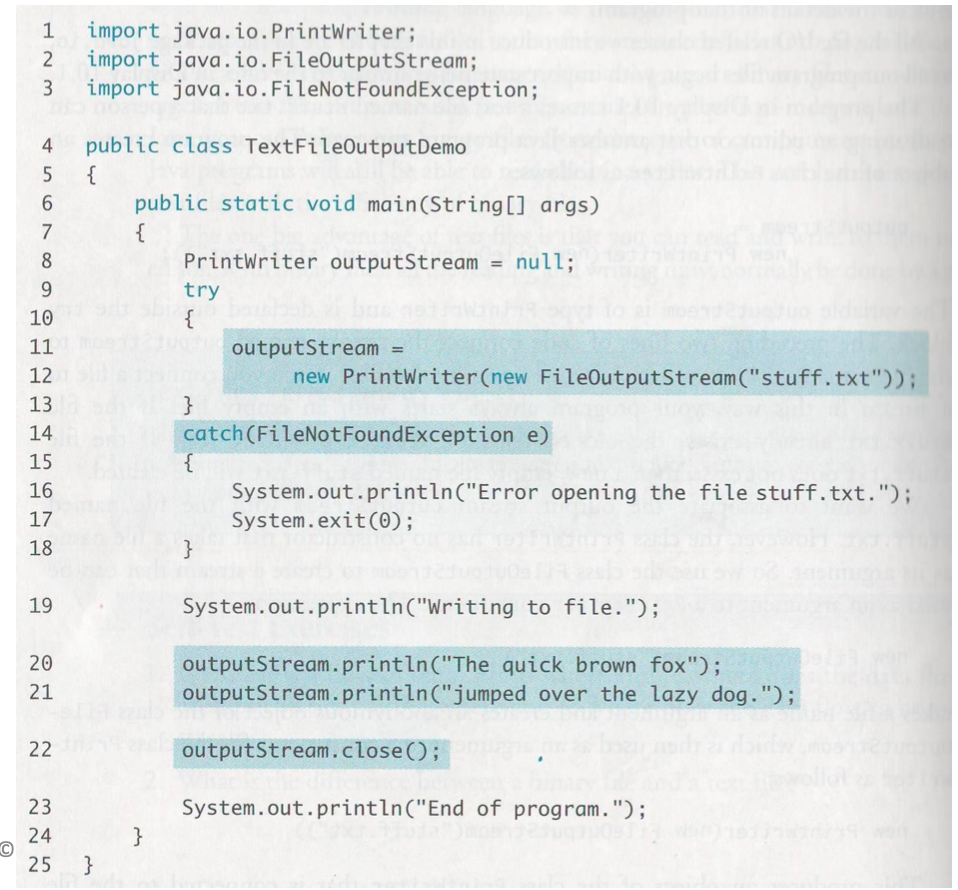 1 import java.io.PrintWriter;
2 import java.io.FileOutputStream;
3 import java.io.FileNotFoundException;
4 public class TextFileOutputDemo
5 {
6 public static void main(String[] args)
7 {
8 PrintWriter outputStream = null;
9 try
10 {
11 outputStream =
12 new PrintWriter(new FileOutputStream("stuff.txt"));
13 }
14 catch(FileNotFoundException e)
15 {
16 System.out.println("Error opening the file stuff.txt.");
17 System.exit(0);
18 }
19 System.out.println("Writing to file.");
20 outputStream.println("The quick brown fox");
21 outputStream.println("jumped over the lazy dog.");
22 outputStream.close();
23 System.out.println("End of program.");
24 }
©
25 }